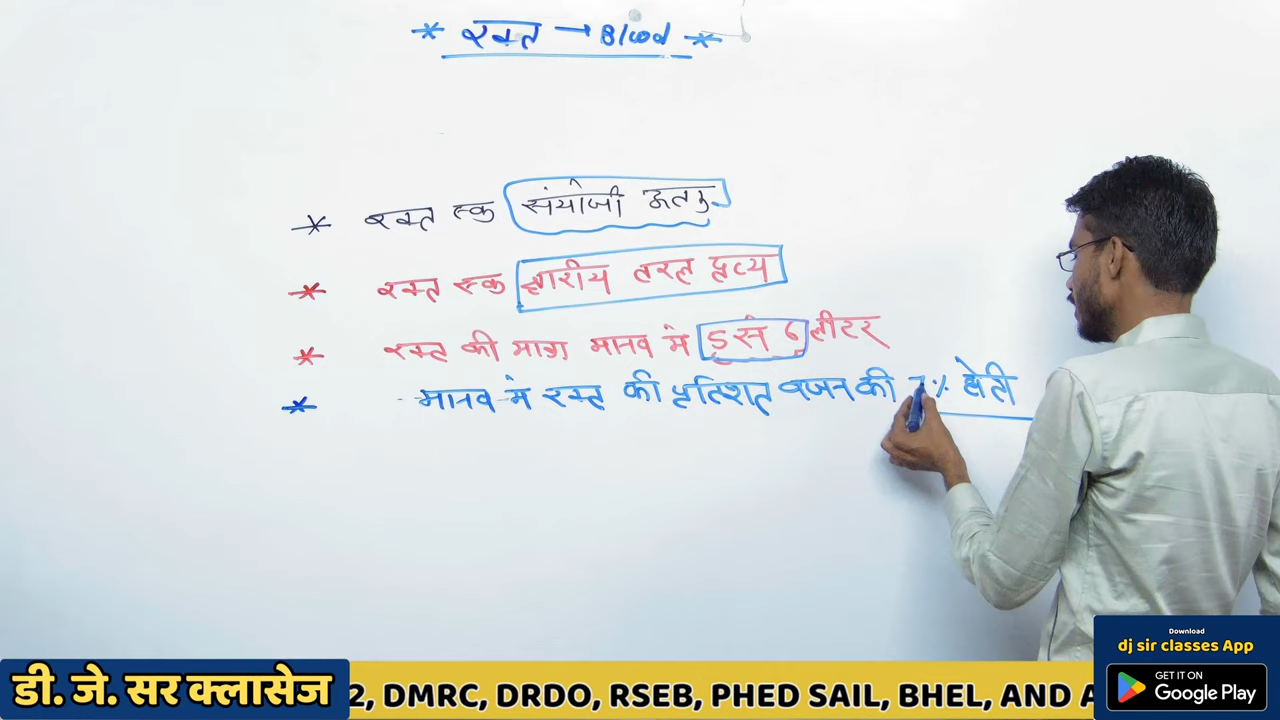 * रक्त → Blood *
* रक्त एक संयोजी ऊतक
* रक्त एक क्षारीय तरल द्रव्य
* रक्त की मात्रा मानव में 5 से 6 लीटर
* मानव में रक्त की प्रतिशत वजन की 7% होती
Download
dj sir classes App
GET IT ON
Google Play
डी. जे. सर क्लासेज
2, DMRC, DRDO, RSEB, PHED SAIL, BHEL, AND A